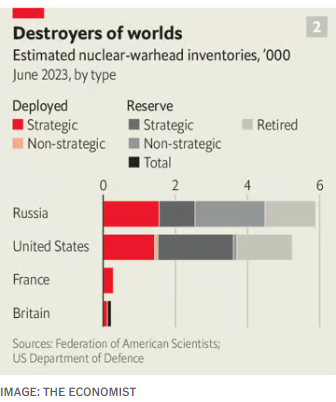 2
Destroyers of worlds
Estimated nuclear-warhead inventories, '000
June 2023, by type
Deployed Reserve
Strategic Strategic Retired
Non-strategic Non-strategic
Total
0 2 4 6
Russia
United States
France
Britain
Sources: Federation of American Scientists;
US Department of Defence
IMAGE: THE ECONOMIST